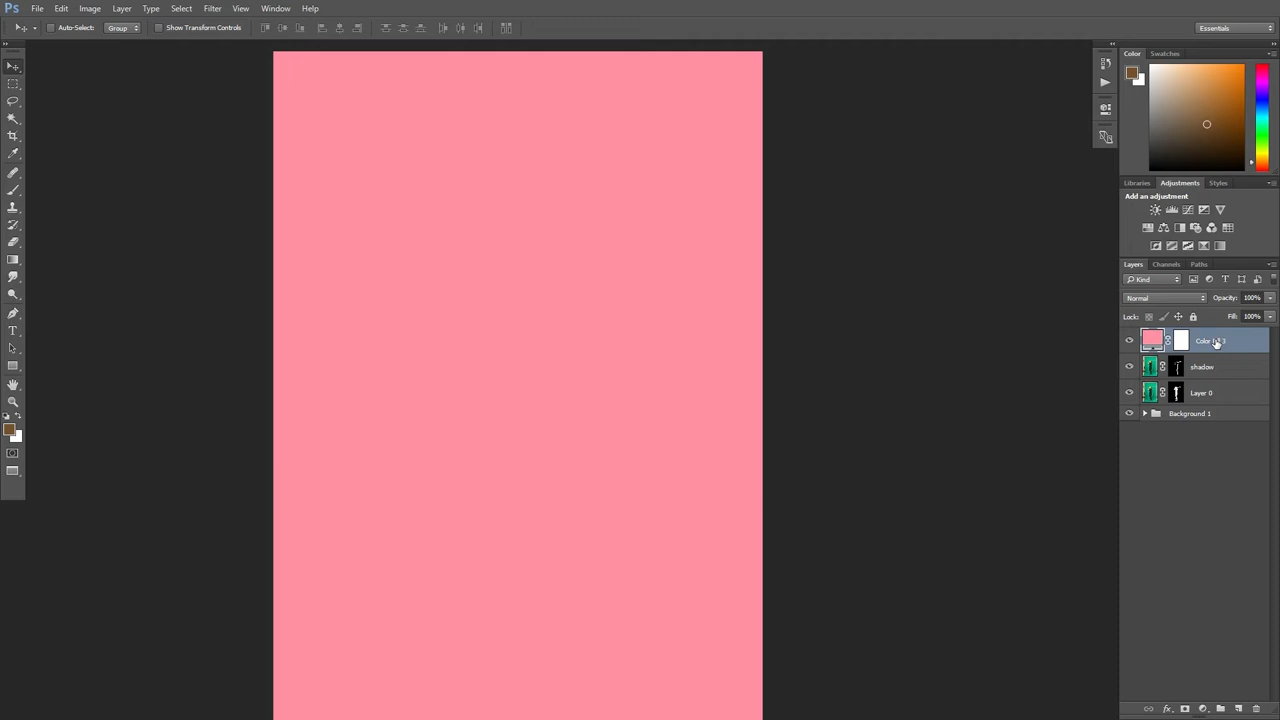 Ps File Edit Image Layer Type Select Filter View Window Help
Auto-Select: Group Show Transform Controls Essentials
Color Swatches
Libraries Adjustments Styles
Add an adjustment
Layers Channels Paths
Kind
Normal Opacity: 100%
Lock: Fill: 100%
Color 3
shadow
Layer 0
Background 1
fx